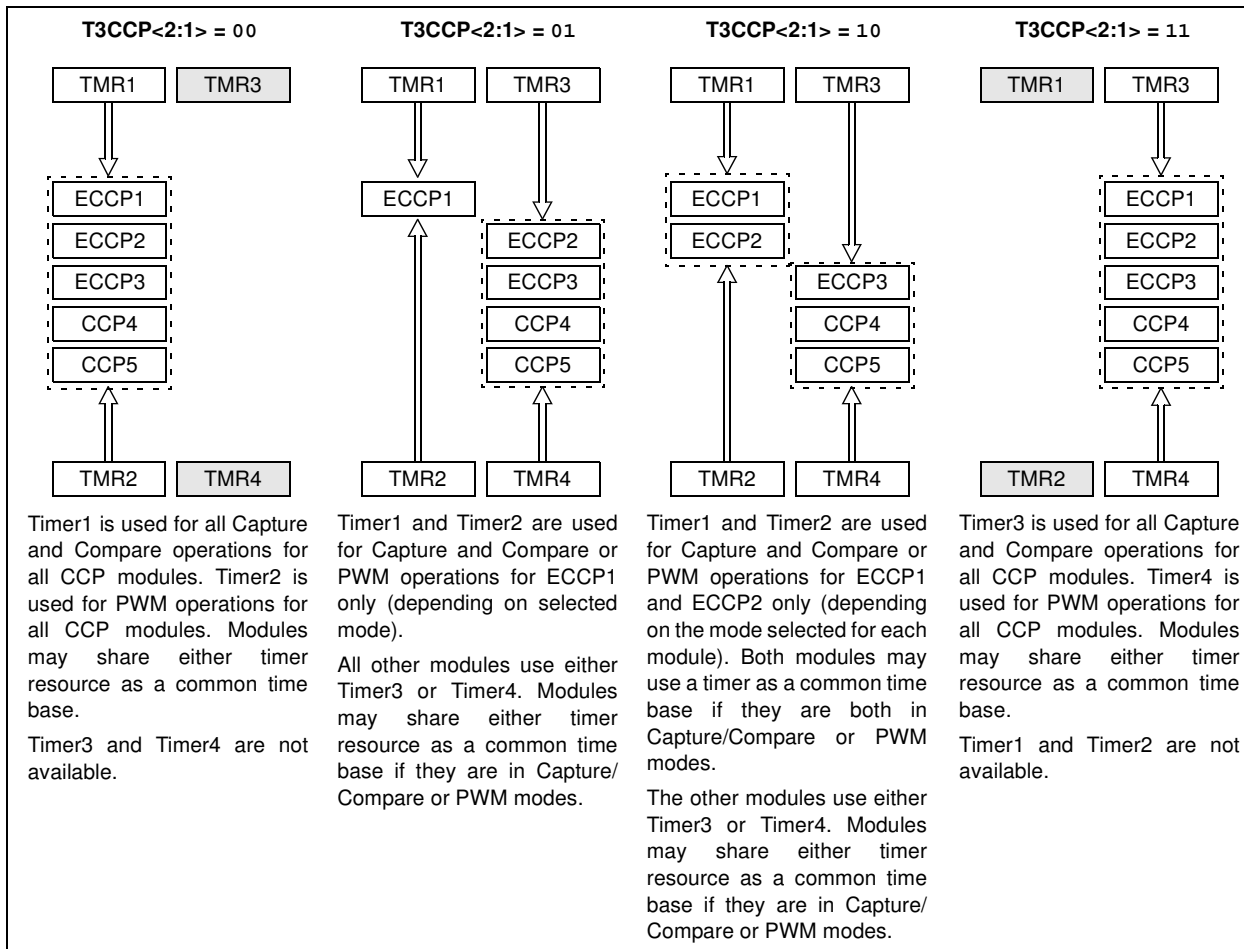 T3CCP<2:1> = 00
TMR1
TMR3
ECCP1
ECCP2
ECCP3
CCP4
CCP5
TMR2
TMR4
Timer1 is used for all Capture
and Compare operations for
all CCP modules. Timer2 is
used for PWM operations for
all CCP modules. Modules
may share either timer
resource as a common time
base.
Timer3 and Timer4 are not
available.
T3CCP<2:1> = 01
TMR1
TMR3
ECCP1
ECCP2
ECCP3
CCP4
CCP5
TMR2
TMR4
Timer1 and Timer2 are used
for Capture and Compare or
PWM operations for ECCP1
only (depending on selected
mode).
All other modules use either
Timer3 or Timer4. Modules
may share either timer
resource as a common time
base if they are in Capture/
Compare or PWM modes.
T3CCP<2:1> = 10
TMR1
TMR3
ECCP1
ECCP2
ECCP3
CCP4
CCP5
TMR2
TMR4
Timer1 and Timer2 are used
for Capture and Compare or
PWM operations for ECCP1
and ECCP2 only (depending
on the mode selected for each
module). Both modules may
use a timer as a common time
base if they are both in
Capture/Compare or PWM
modes.
The other modules use either
Timer3 or Timer4. Modules
may share either timer
resource as a common time
base if they are in Capture/
Compare or PWM modes.
T3CCP<2:1> = 11
TMR1
TMR3
ECCP1
ECCP2
ECCP3
CCP4
CCP5
TMR2
TMR4
Timer3 is used for all Capture
and Compare operations for
all CCP modules. Timer4 is
used for PWM operations for
all CCP modules. Modules
may share either timer
resource as a common time
base.
Timer1 and Timer2 are not
available.